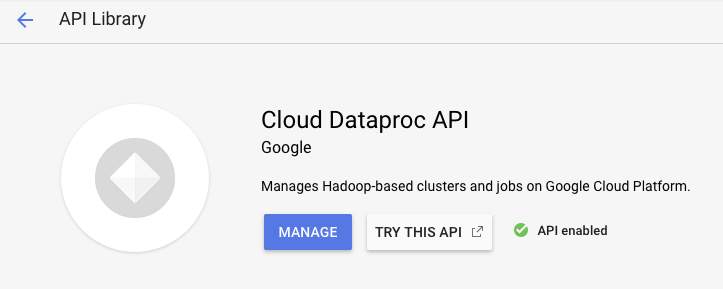 API Library
Cloud Dataproc API
Google
Manages Hadoop-based clusters and jobs on Google Cloud Platform.
MANAGE TRY THIS API API enabled